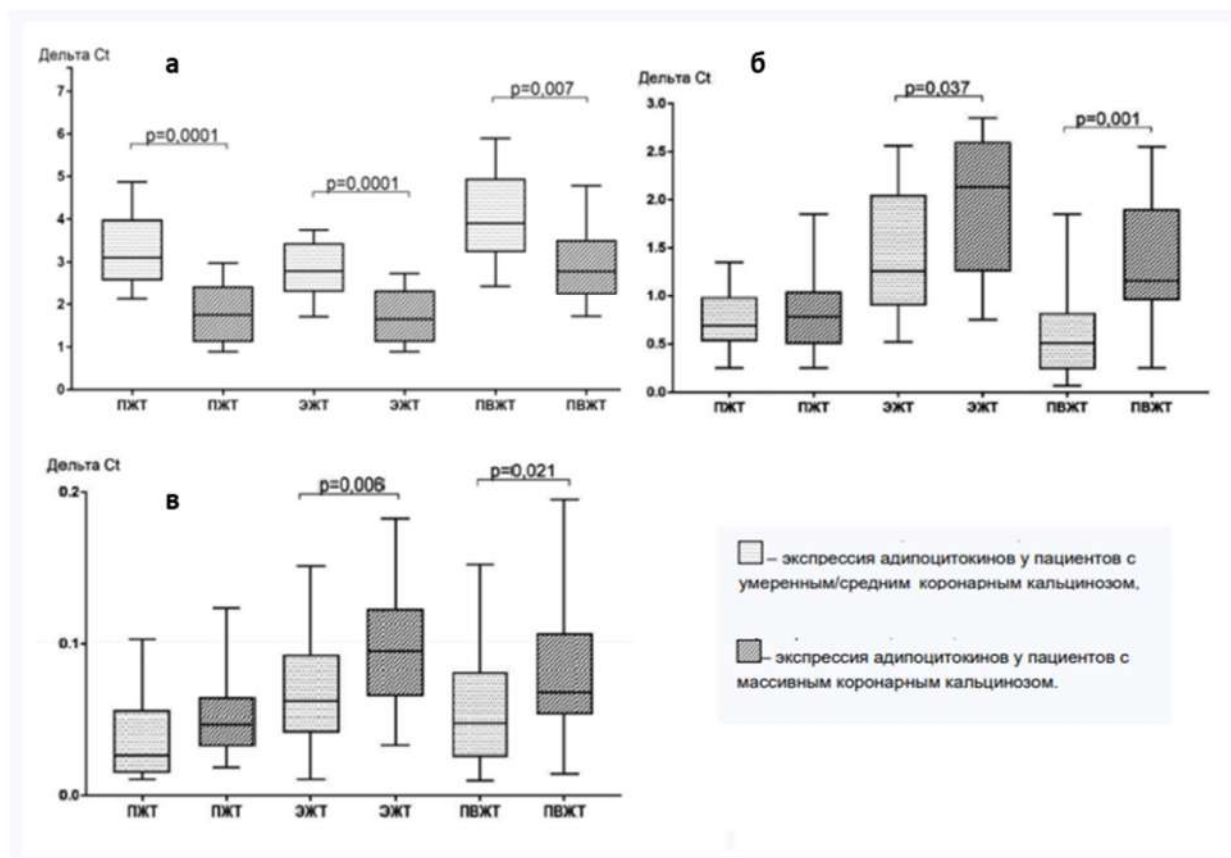 Дельта Ct
а
7
6
5
4
3
2
1
0
p=0,0001
p=0,0001
p=0,007
ПЖТ ПЖТ ЭЖТ ЭЖТ ПВЖТ ПВЖТ
Дельта Ct
б
3.0
2.5
2.0
1.5
1.0
0.5
0.0
p=0,037
p=0,001
ПЖТ ПЖТ ЭЖТ ЭЖТ ПВЖТ ПВЖТ
Дельта Ct
в
0.2
0.1
0.0
p=0,006
p=0,021
ПЖТ ПЖТ ЭЖТ ЭЖТ ПВЖТ ПВЖТ
– экспрессия адипоцитокинов у пациентов с
умеренным/средним коронарным кальцинозом,
– экспрессия адипоцитокинов у пациентов с
массивным коронарным кальцинозом.